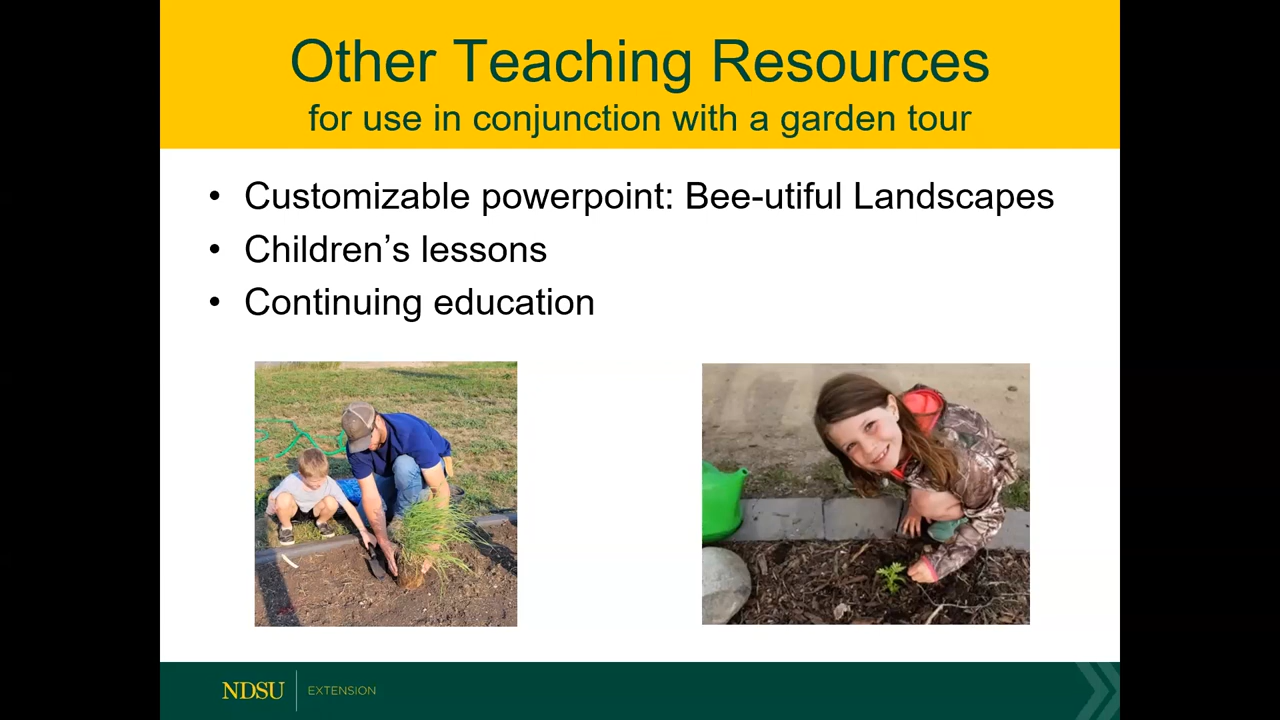 Other Teaching Resources
for use in conjunction with a garden tour
• Customizable powerpoint: Bee-utiful Landscapes
• Children’s lessons
• Continuing education
NDSU EXTENSION